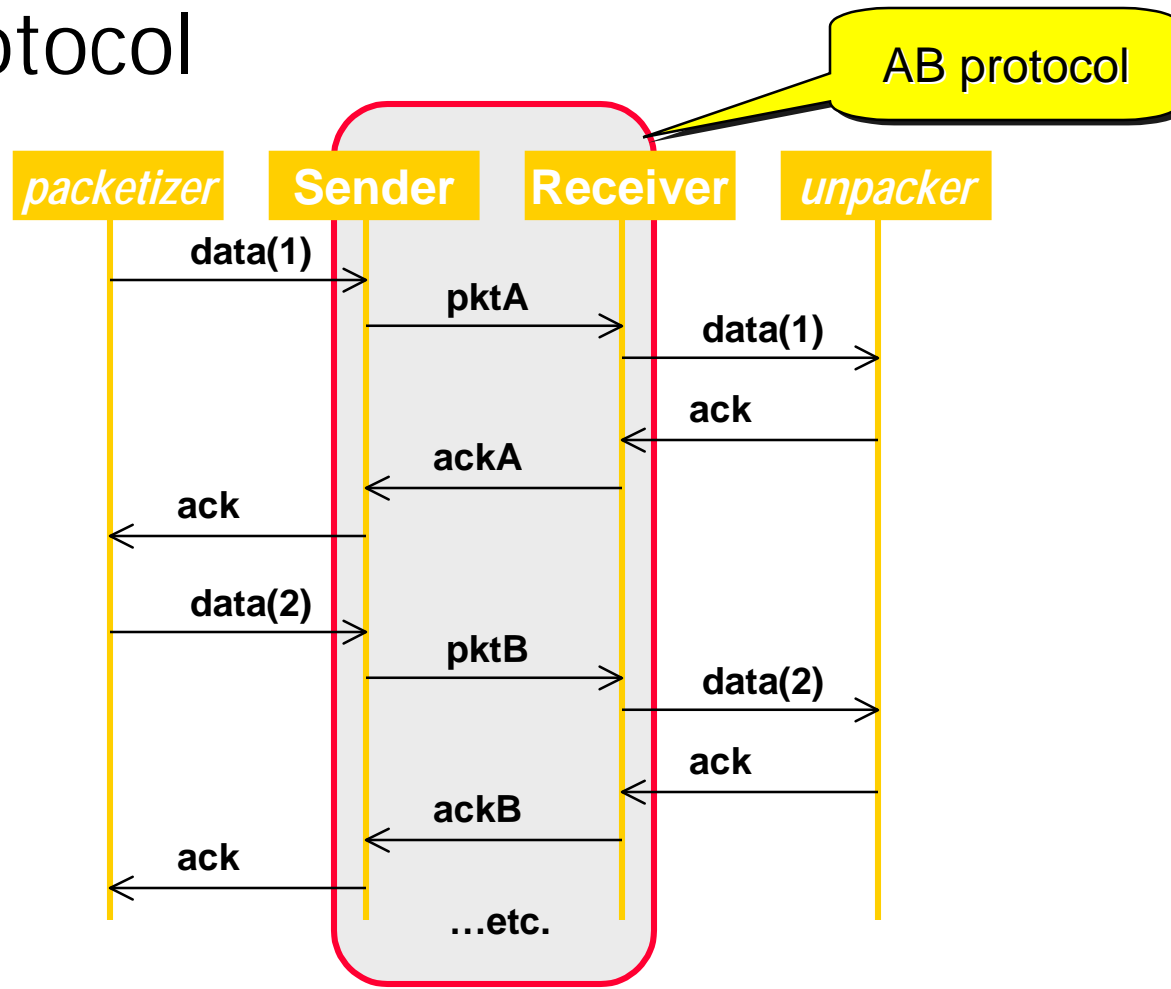 otocol
AB protocol
packetizer Sender Receiver unpacker
data(1)
pktA
data(1)
ack
ackA
ack
data(2)
pktB
data(2)
ack
ackB
ack
…etc.